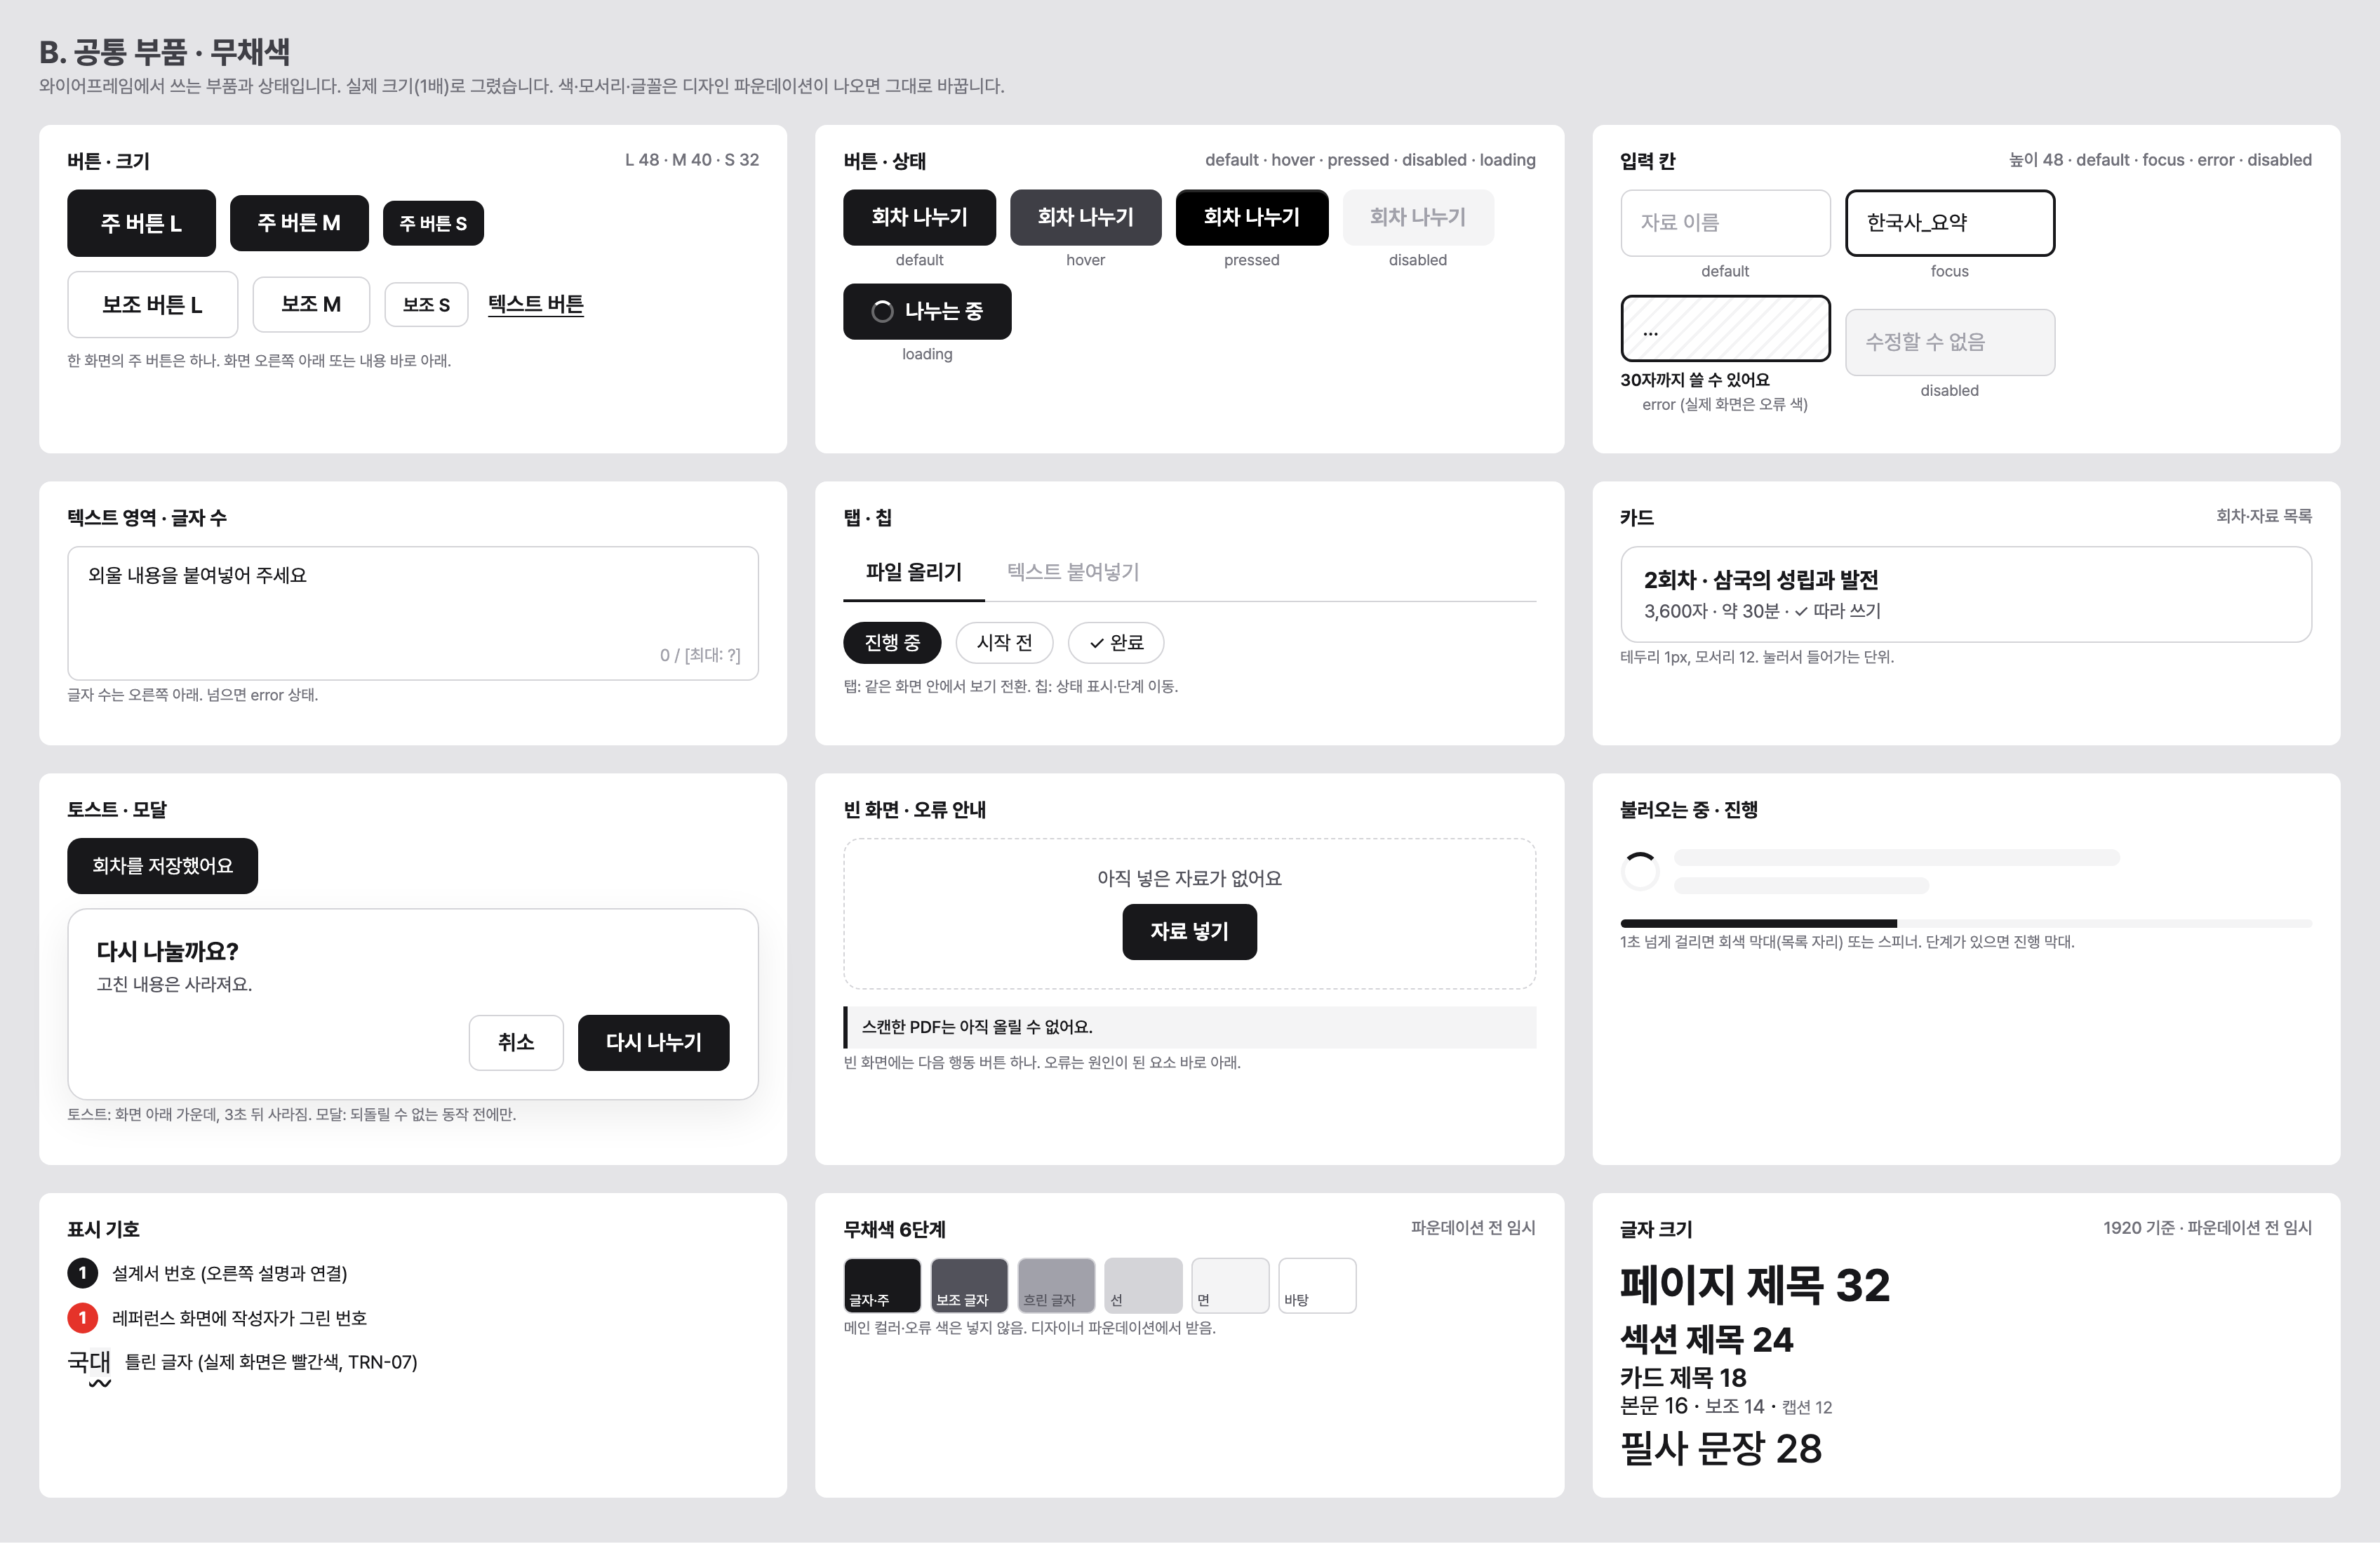 B. 공통 부품 · 무채색
와이어프레임에서 쓰는 부품과 상태입니다. 실제 크기(1배)로 그렸습니다. 색·모서리·글꼴은 디자인 파운데이션이 나오면 그대로 바꿉니다.
버튼 · 크기
L 48 · M 40 · S 32
주 버튼 L
주 버튼 M
주 버튼 S
보조 버튼 L
보조 M
보조 S
텍스트 버튼
한 화면의 주 버튼은 하나. 화면 오른쪽 아래 또는 내용 바로 아래.
버튼 · 상태
default · hover · pressed · disabled · loading
회차 나누기
회차 나누기
회차 나누기
회차 나누기
default
hover
pressed
disabled
나누는 중
loading
입력 칸
높이 48 · default · focus · error · disabled
자료 이름
한국사_요약
default
focus
...
수정할 수 없음
30자까지 쓸 수 있어요
error (실제 화면은 오류 색)
disabled
텍스트 영역 · 글자 수
외울 내용을 붙여넣어 주세요
0 / [최대: ?]
글자 수는 오른쪽 아래. 넘으면 error 상태.
탭 · 칩
파일 올리기
텍스트 붙여넣기
진행 중
시작 전
✓ 완료
탭: 같은 화면 안에서 보기 전환. 칩: 상태 표시·단계 이동.
카드
회차·자료 목록
2회차 · 삼국의 성립과 발전
3,600자 · 약 30분 · ✓ 따라 쓰기
테두리 1px, 모서리 12. 눌러서 들어가는 단위.
토스트 · 모달
회차를 저장했어요
다시 나눌까요?
고친 내용은 사라져요.
취소
다시 나누기
토스트: 화면 아래 가운데, 3초 뒤 사라짐. 모달: 되돌릴 수 없는 동작 전에만.
빈 화면 · 오류 안내
아직 넣은 자료가 없어요
자료 넣기
스캔한 PDF는 아직 올릴 수 없어요.
빈 화면에는 다음 행동 버튼 하나. 오류는 원인이 된 요소 바로 아래.
불러오는 중 · 진행
1초 넘게 걸리면 회색 막대(목록 자리) 또는 스피너. 단계가 있으면 진행 막대.
표시 기호
1 설계서 번호 (오른쪽 설명과 연결)
1 레퍼런스 화면에 작성자가 그린 번호
국대 틀린 글자 (실제 화면은 빨간색, TRN-07)
무채색 6단계
파운데이션 전 임시
글자·주
보조 글자
흐린 글자
선
면
바탕
메인 컬러·오류 색은 넣지 않음. 디자이너 파운데이션에서 받음.
글자 크기
1920 기준 · 파운데이션 전 임시
페이지 제목 32
섹션 제목 24
카드 제목 18
본문 16 · 보조 14 · 캡션 12
필사 문장 28